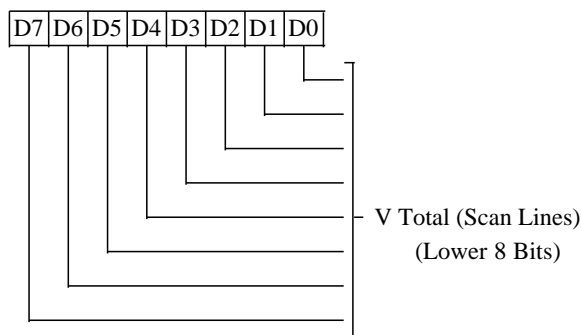 D7 D6 D5 D4 D3 D2 D1 D0
V Total (Scan Lines)
(Lower 8 Bits)